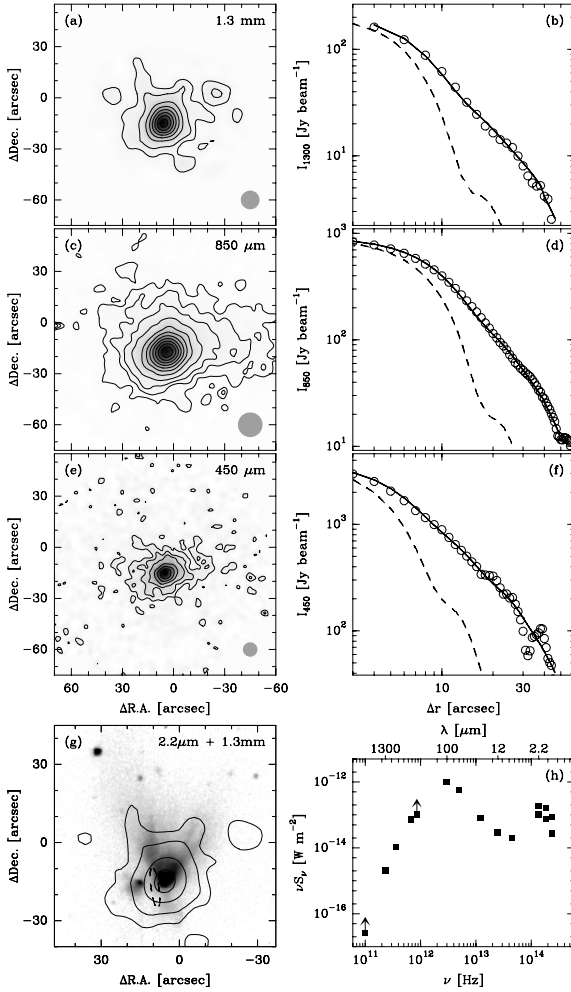 (a) 1.3 mm
30
0
−30
−60
ΔDec. [arcsec]
(b)
10²
10
I₁₃₀₀ [Jy beam⁻¹]
(c) 850 μm
30
0
−30
−60
ΔDec. [arcsec]
(d)
10³
10²
10¹
I₈₅₀ [Jy beam⁻¹]
(e) 450 μm
30
0
−30
−60
ΔDec. [arcsec]
60 30 0 −30 −60
ΔR.A. [arcsec]
(f)
10³
10²
I₄₅₀ [Jy beam⁻¹]
10 30
Δr [arcsec]
(g) 2.2μm + 1.3mm
30
0
−30
ΔDec. [arcsec]
30 0 −30
ΔR.A. [arcsec]
λ [μm]
1300 100 12 2.2
(h)
10⁻¹²
10⁻¹⁴
10⁻¹⁶
νSν [W m⁻²]
10¹¹ 10¹² 10¹³ 10¹⁴
ν [Hz]